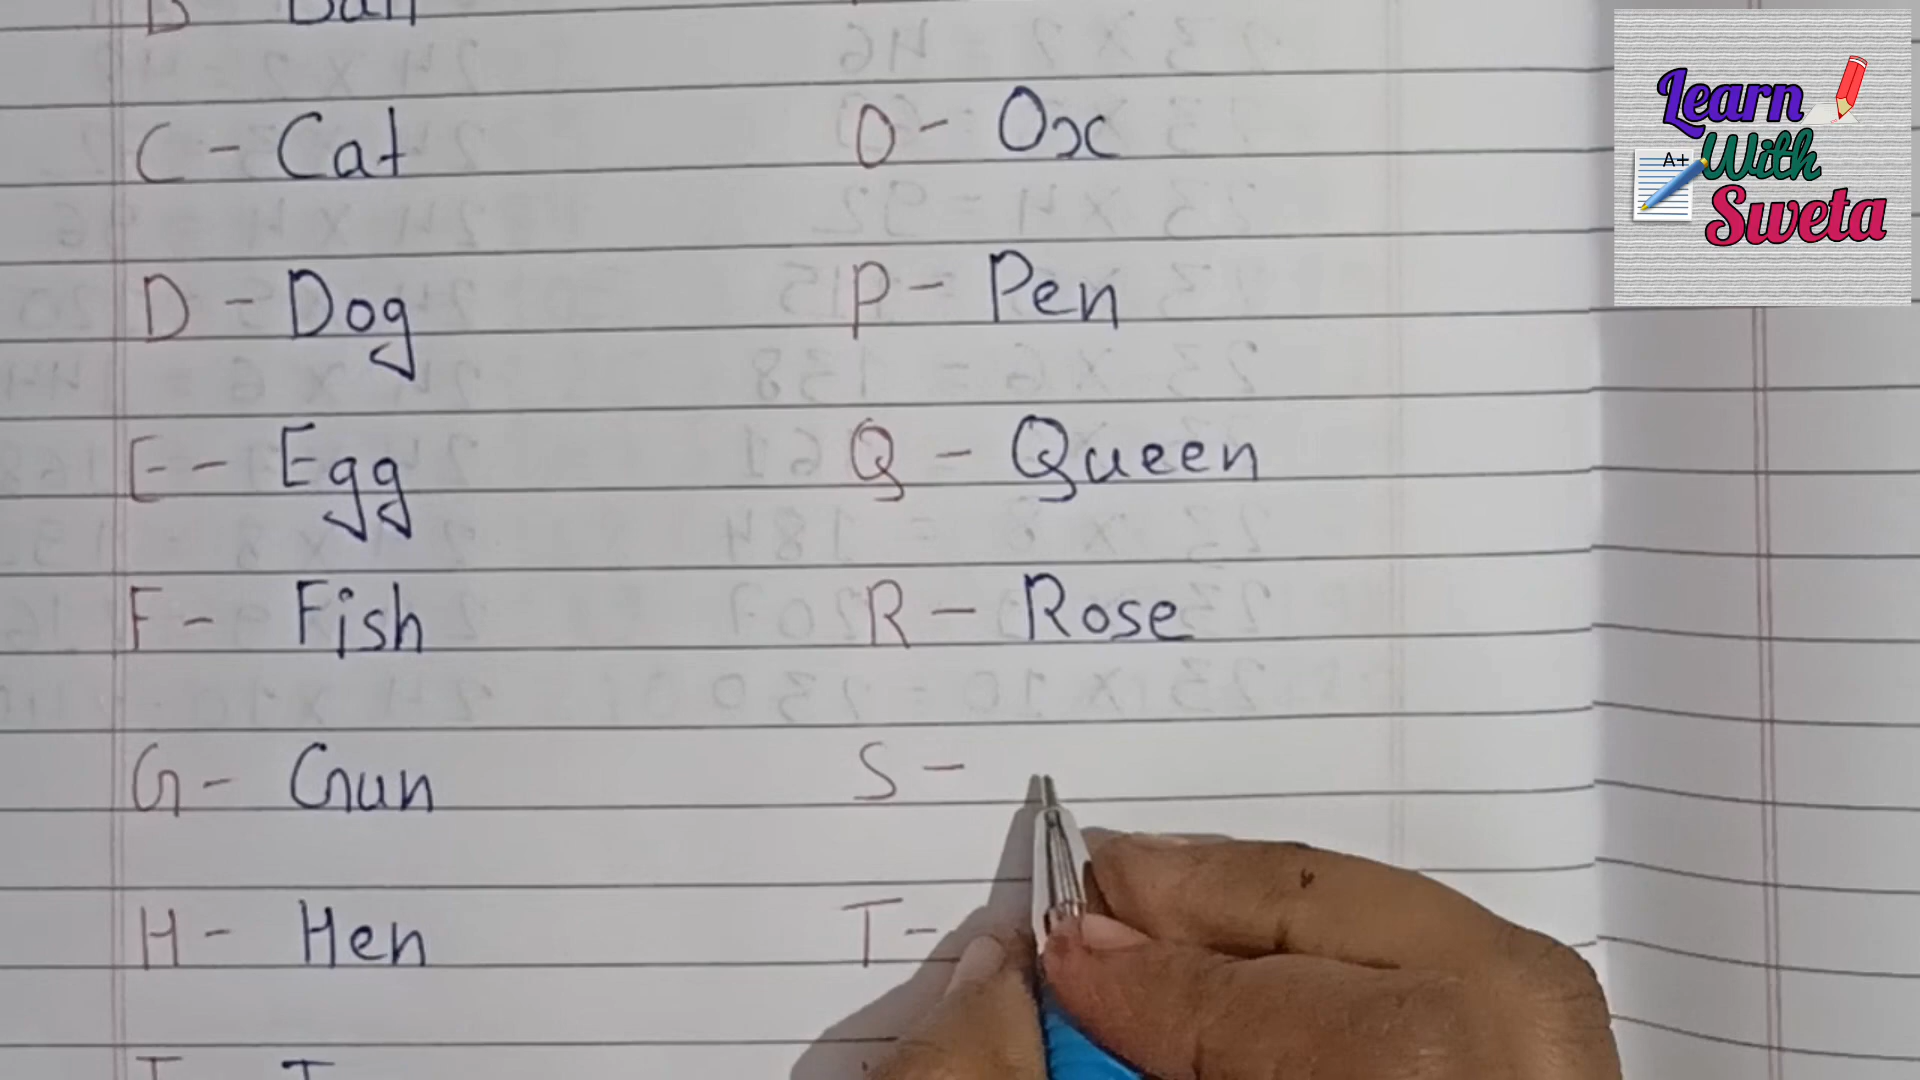 C - Cat
D - Dog
E - Egg
F - Fish
G - Gun
H - Hen
O - Ox
P - Pen
Q - Queen
R - Rose
S -
T -
Learn
With
A+
Sweta